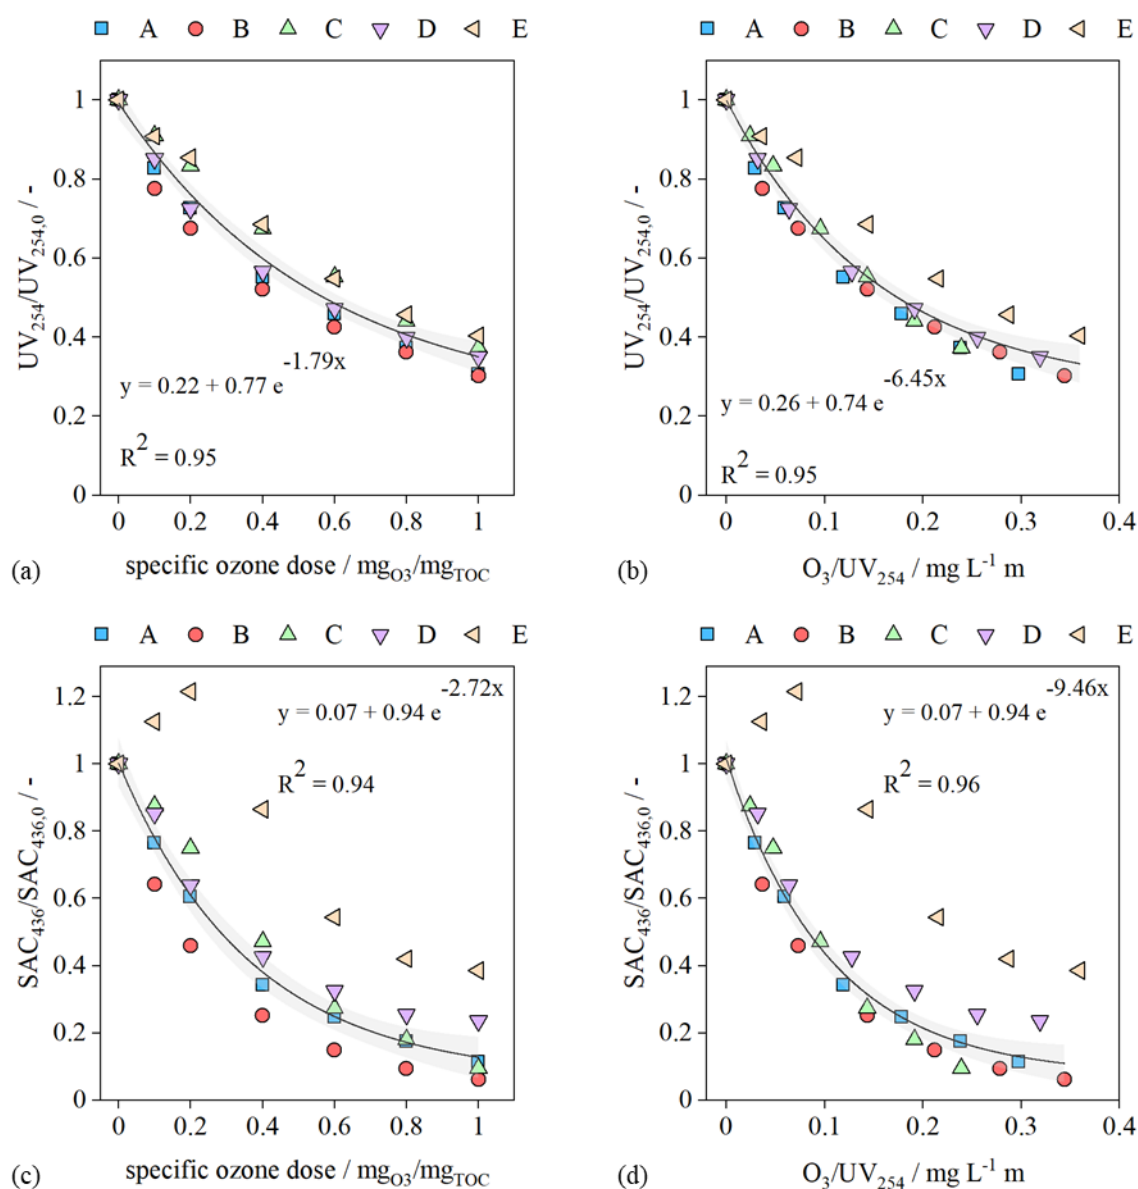 A B C D E
1
0.8
0.6
0.4
0.2
0
UV254/UV254,0 / -
-1.79x
y = 0.22 + 0.77 e
R2 = 0.95
0 0.2 0.4 0.6 0.8 1
(a) specific ozone dose / mgO3/mgTOC
A B C D E
1
0.8
0.6
0.4
0.2
0
UV254/UV254,0 / -
-6.45x
y = 0.26 + 0.74 e
R2 = 0.95
0 0.1 0.2 0.3 0.4
(b) O3/UV254 / mg L-1 m
A B C D E
1.2
1
0.8
0.6
0.4
0.2
0
SAC436/SAC436,0 / -
-2.72x
y = 0.07 + 0.94 e
R2 = 0.94
0 0.2 0.4 0.6 0.8 1
(c) specific ozone dose / mgO3/mgTOC
A B C D E
1.2
1
0.8
0.6
0.4
0.2
0
SAC436/SAC436,0 / -
-9.46x
y = 0.07 + 0.94 e
R2 = 0.96
0 0.1 0.2 0.3 0.4
(d) O3/UV254 / mg L-1 m